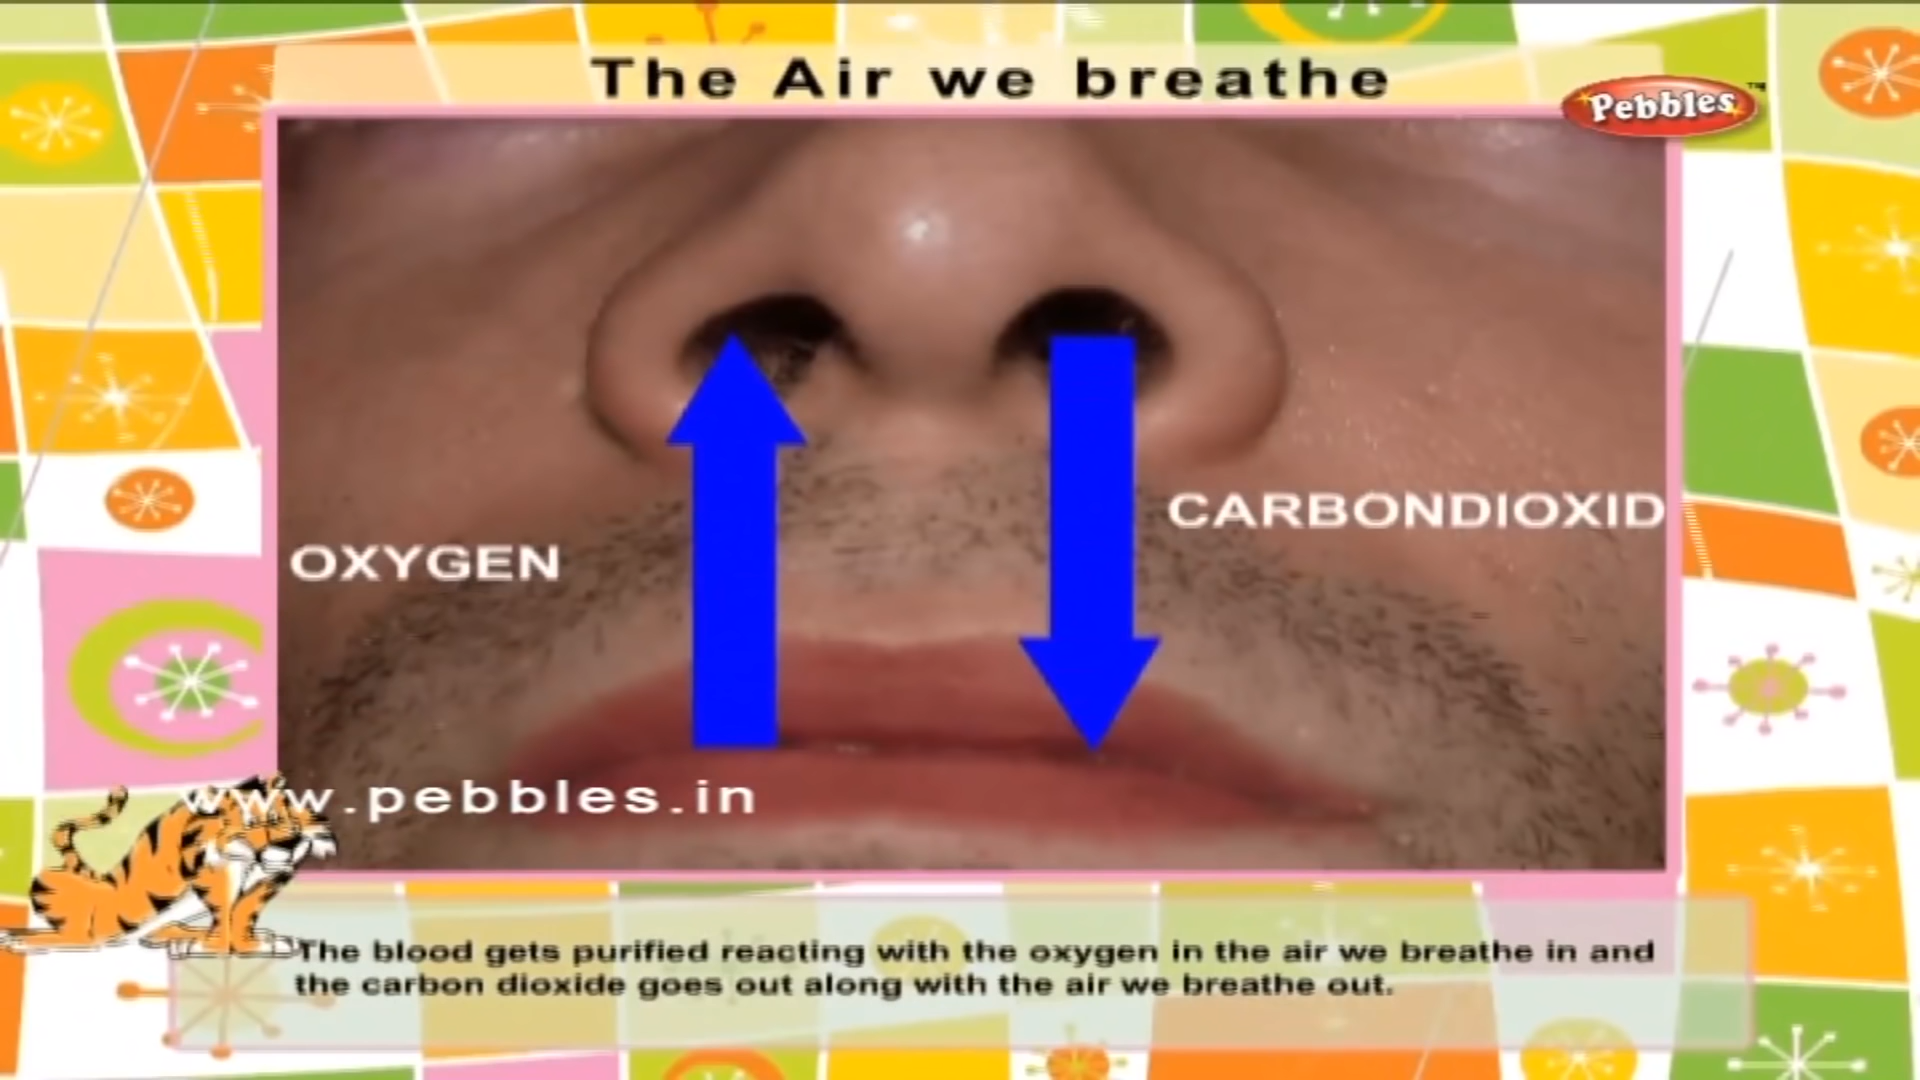 The Air we breathe
Pebbles™
CARBONDIOXID
OXYGEN
www.pebbles.in
The blood gets purified reacting with the oxygen in the air we breathe in and
the carbon dioxide goes out along with the air we breathe out.